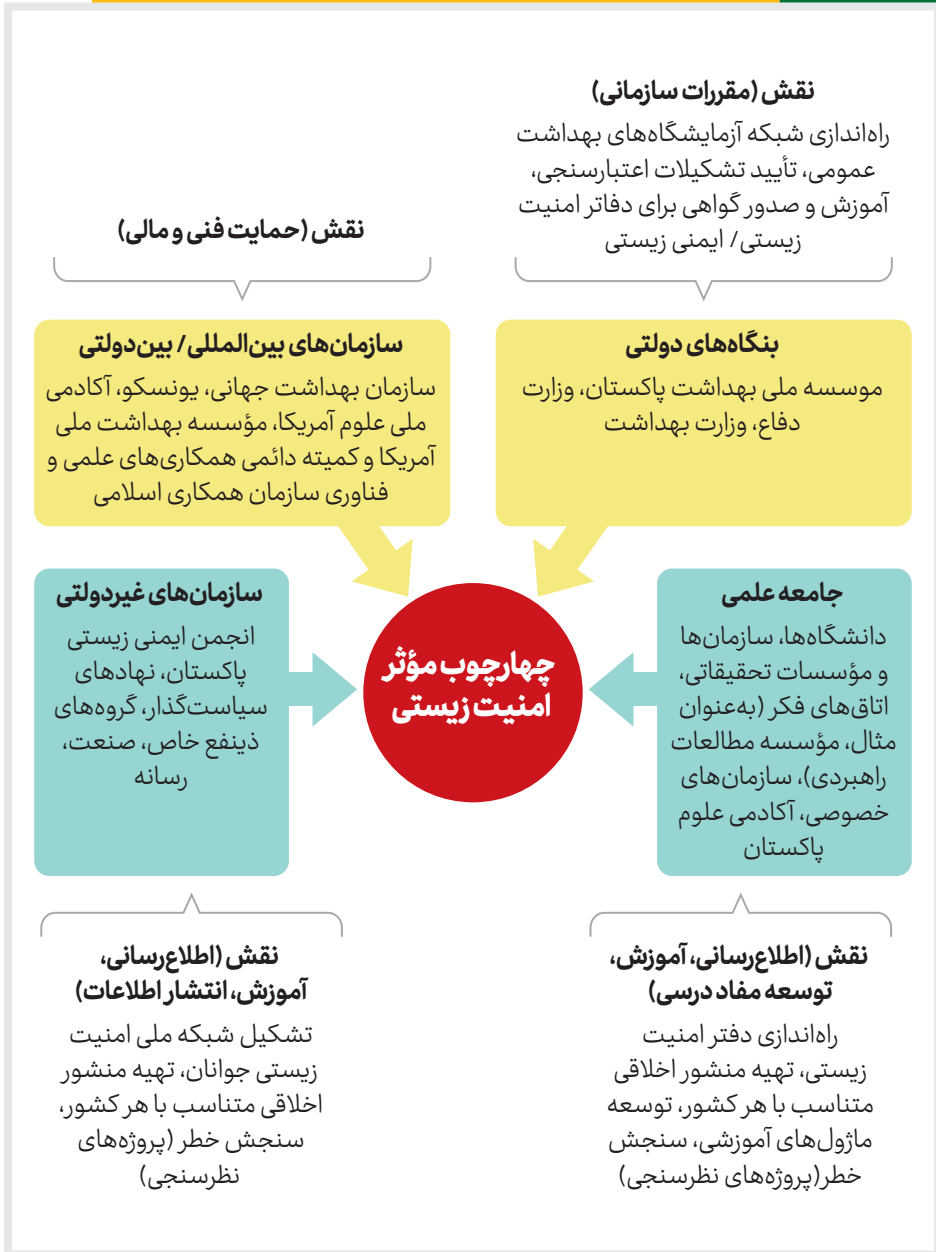 نقش (مقررات سازمانی)
راه‌اندازی شبکه آزمایشگاه‌های بهداشت
عمومی، تأیید تشکیلات اعتبارسنجی،
آموزش و صدور گواهی برای دفاتر امنیت
زیستی/ ایمنی زیستی
نقش (حمایت فنی و مالی)
بنگاه‌های دولتی
موسسه ملی بهداشت پاکستان، وزارت
دفاع، وزارت بهداشت
سازمان‌های بین‌المللی/ بین‌دولتی
سازمان بهداشت جهانی، یونسکو، آکادمی
ملی علوم آمریکا، مؤسسه بهداشت ملی
آمریکا و کمیته دائمی همکاری‌های علمی و
فناوری سازمان همکاری اسلامی
چهارچوب مؤثر
امنیت زیستی
جامعه علمی
دانشگاه‌ها، سازمان‌ها
و مؤسسات تحقیقاتی،
اتاق‌های فکر (به‌عنوان
مثال، مؤسسه مطالعات
راهبردی)، سازمان‌های
خصوصی، آکادمی علوم
پاکستان
سازمان‌های غیردولتی
انجمن ایمنی زیستی
پاکستان، نهادهای
سیاست‌گذار، گروه‌های
ذینفع خاص، صنعت،
رسانه
نقش (اطلاع‌رسانی، آموزش،
توسعه مفاد درسی)
راه‌اندازی دفتر امنیت
زیستی، تهیه منشور اخلاقی
متناسب با هر کشور، توسعه
ماژول‌های آموزشی، سنجش
خطر(پروژه‌های نظرسنجی)
نقش (اطلاع‌رسانی،
آموزش، انتشار اطلاعات)
تشکیل شبکه ملی امنیت
زیستی جوانان، تهیه منشور
اخلاقی متناسب با هر کشور،
سنجش خطر (پروژه‌های
نظرسنجی)